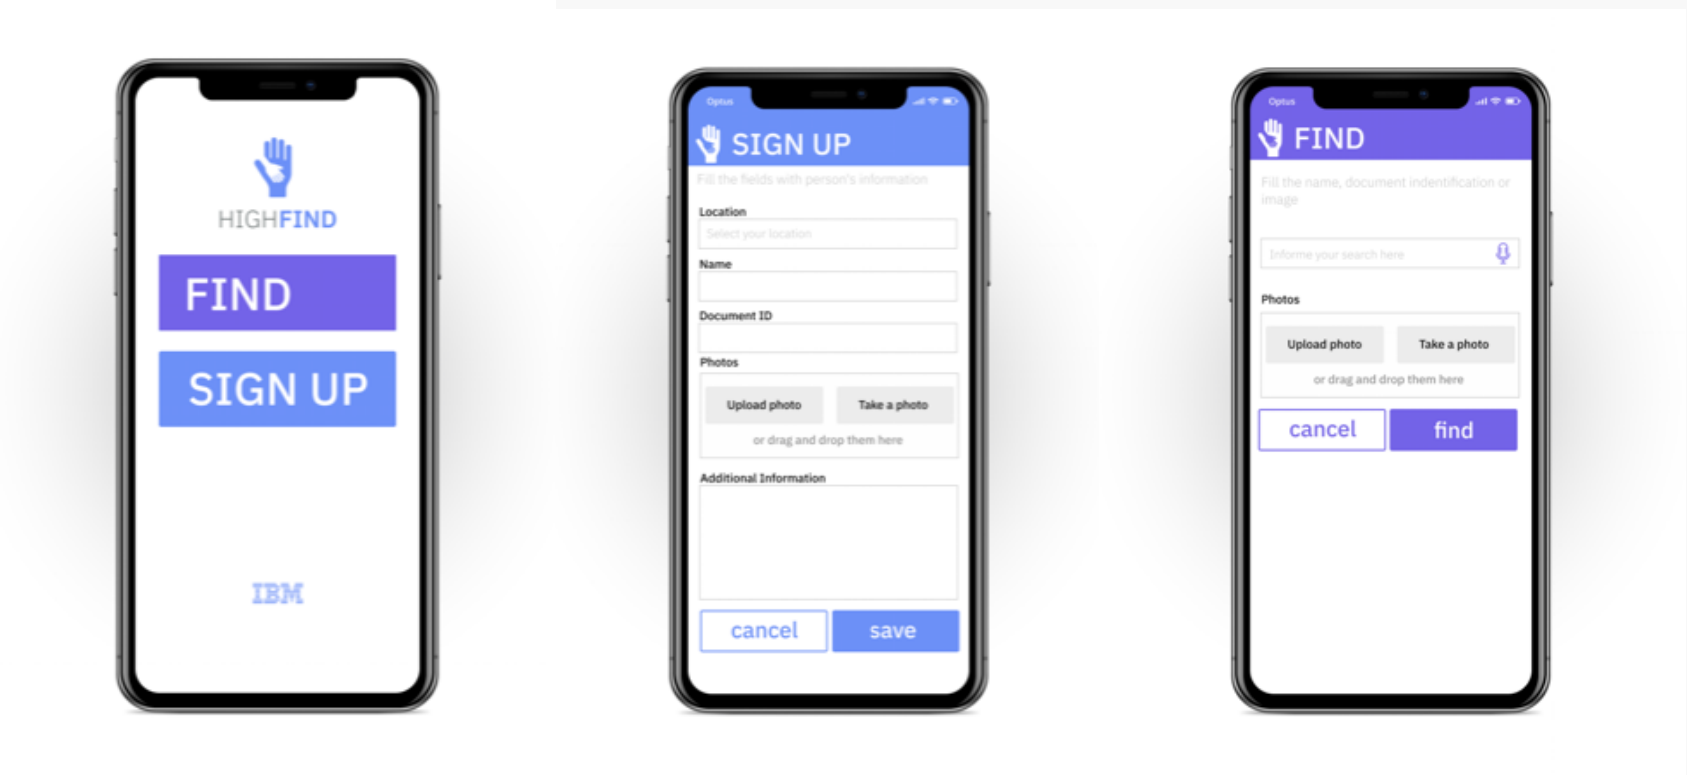 HIGHFIND
FIND
SIGN UP
IBM
Optus
SIGN UP
Fill the fields with person's information
Location
Select your location
Name
Document ID
Photos
Upload photo
Take a photo
or drag and drop them here
Additional Information
cancel
save
Optus
FIND
Fill the name, document indentification or
image
Informe your search here
Photos
Upload photo
Take a photo
or drag and drop them here
cancel
find